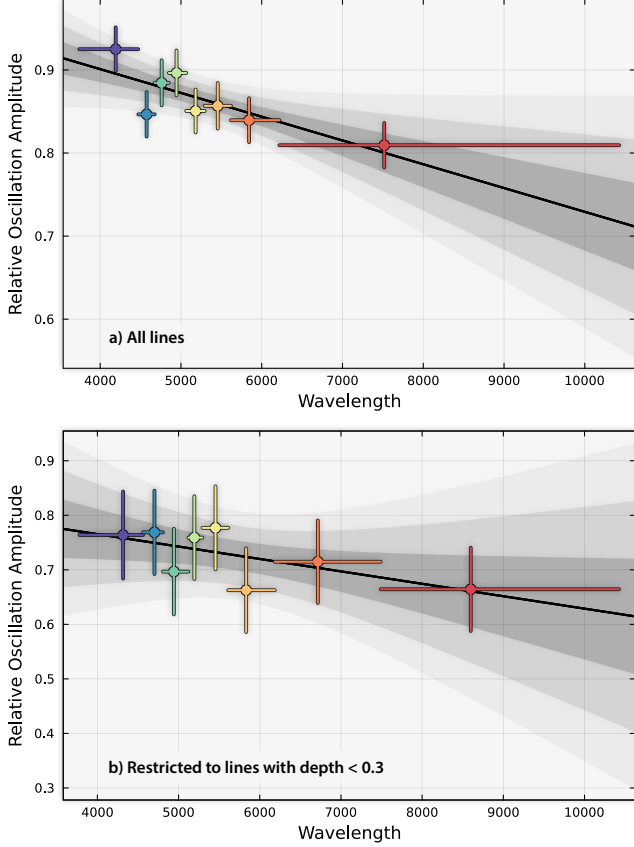 Relative Oscillation Amplitude
0.9
0.8
0.7
0.6
a) All lines
4000 5000 6000 7000 8000 9000 10000
Wavelength
Relative Oscillation Amplitude
0.9
0.8
0.7
0.6
0.5
0.4
0.3
b) Restricted to lines with depth < 0.3
4000 5000 6000 7000 8000 9000 10000
Wavelength